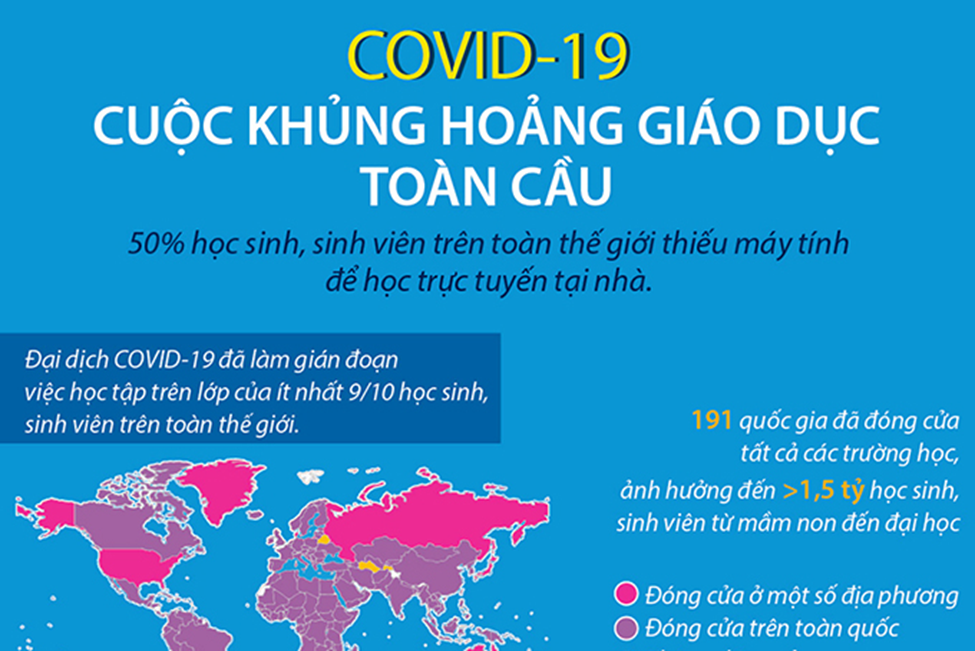 COVID-19
CUỘC KHỦNG HOẢNG GIÁO DỤC
TOÀN CẦU
50% học sinh, sinh viên trên toàn thế giới thiếu máy tính
để học trực tuyến tại nhà.
Đại dịch COVID-19 đã làm gián đoạn
việc học tập trên lớp của ít nhất 9/10 học sinh,
sinh viên trên toàn thế giới.
191 quốc gia đã đóng cửa
tất cả các trường học,
ảnh hưởng đến >1,5 tỷ học sinh,
sinh viên từ mầm non đến đại học
Đóng cửa ở một số địa phương
Đóng cửa trên toàn quốc